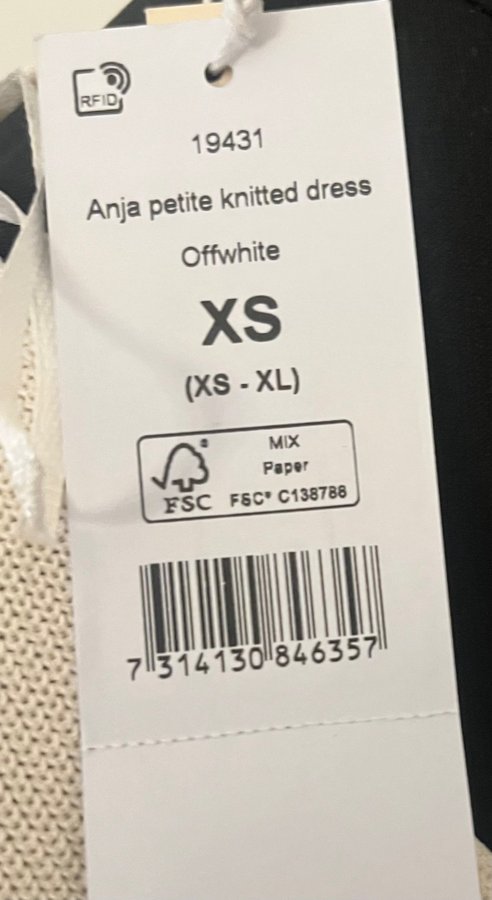 RFID
19431
Anja petite knitted dress
Offwhite
XS
(XS - XL)
MIX
Paper
FSC FSC® C138788
7 314130 846357